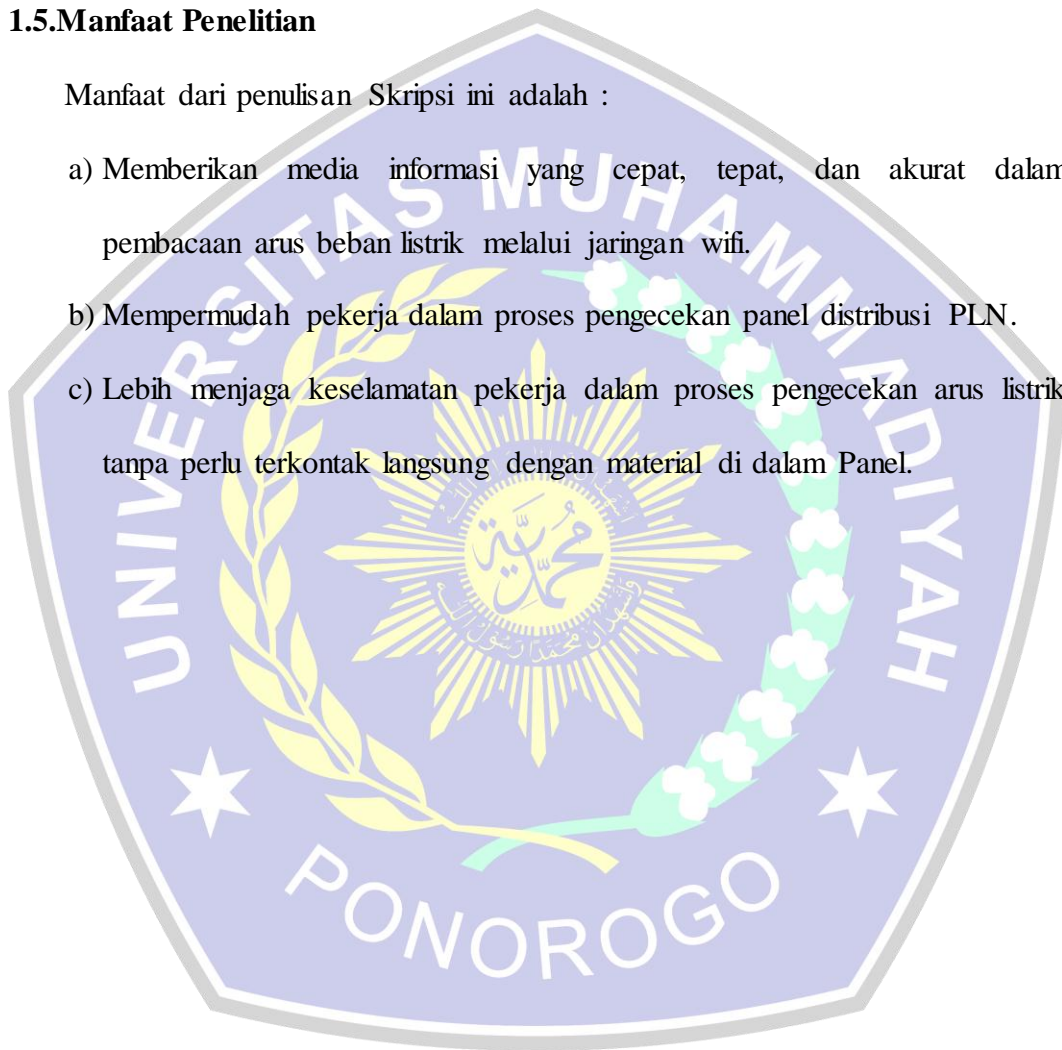 1.5.Manfaat Penelitian
Manfaat dari penulisan Skripsi ini adalah :
a) Memberikan media informasi yang cepat, tepat, dan akurat dalam
pembacaan arus beban listrik melalui jaringan wifi.
b) Mempermudah pekerja dalam proses pengecekan panel distribusi PLN.
c) Lebih menjaga keselamatan pekerja dalam proses pengecekan arus listrik
tanpa perlu terkontak langsung dengan material di dalam Panel.
UNIVERSITAS MUHAMMADIYAH
محمدية
PONOROGO